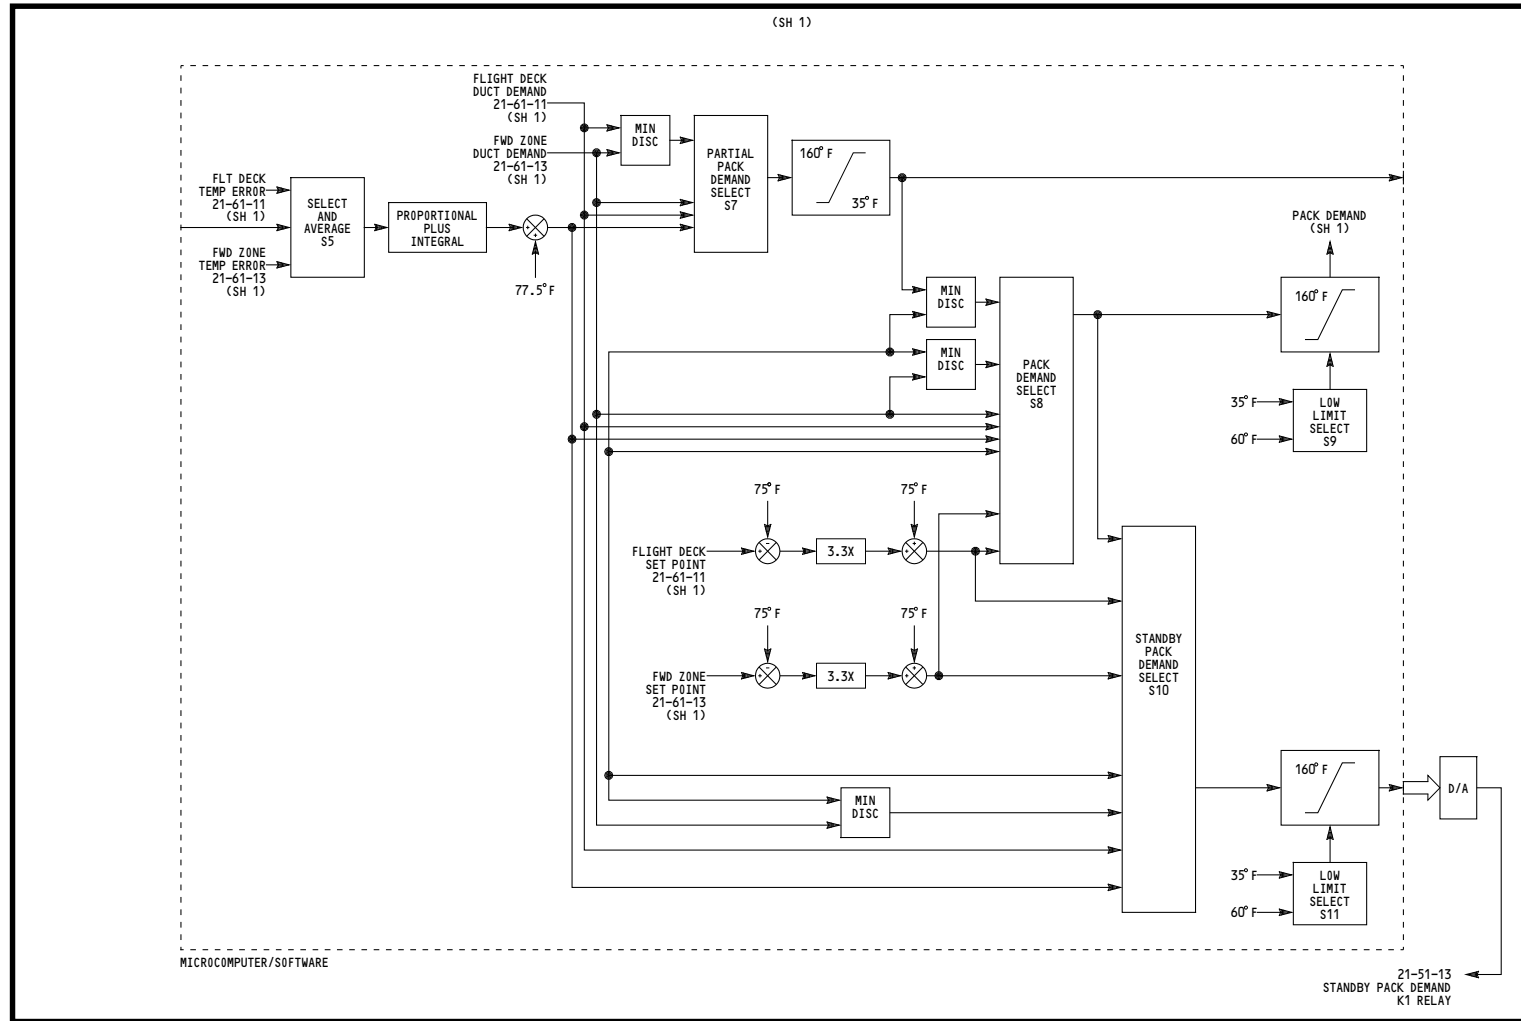 (SH 1)
FLIGHT DECK
DUCT DEMAND
21-61-11
(SH 1)
FWD ZONE
DUCT DEMAND
21-61-13
(SH 1)
MIN
DISC
PARTIAL
PACK
DEMAND
SELECT
S7
160°F
35°F
FLT DECK
TEMP ERROR
21-61-11
(SH 1)
FWD ZONE
TEMP ERROR
21-61-13
(SH 1)
SELECT
AND
AVERAGE
S5
PROPORTIONAL
PLUS
INTEGRAL
+
+
77.5°F
PACK DEMAND
(SH 1)
160°F
MIN
DISC
MIN
DISC
PACK
DEMAND
SELECT
S8
35°F
60°F
LOW
LIMIT
SELECT
S9
75°F
75°F
FLIGHT DECK
SET POINT
21-61-11
(SH 1)
+
-
3.3X
+
+
75°F
75°F
FWD ZONE
SET POINT
21-61-13
(SH 1)
+
-
3.3X
+
+
STANDBY
PACK
DEMAND
SELECT
S10
MIN
DISC
160°F
D/A
35°F
60°F
LOW
LIMIT
SELECT
S11
MICROCOMPUTER/SOFTWARE
21-51-13
STANDBY PACK DEMAND
K1 RELAY